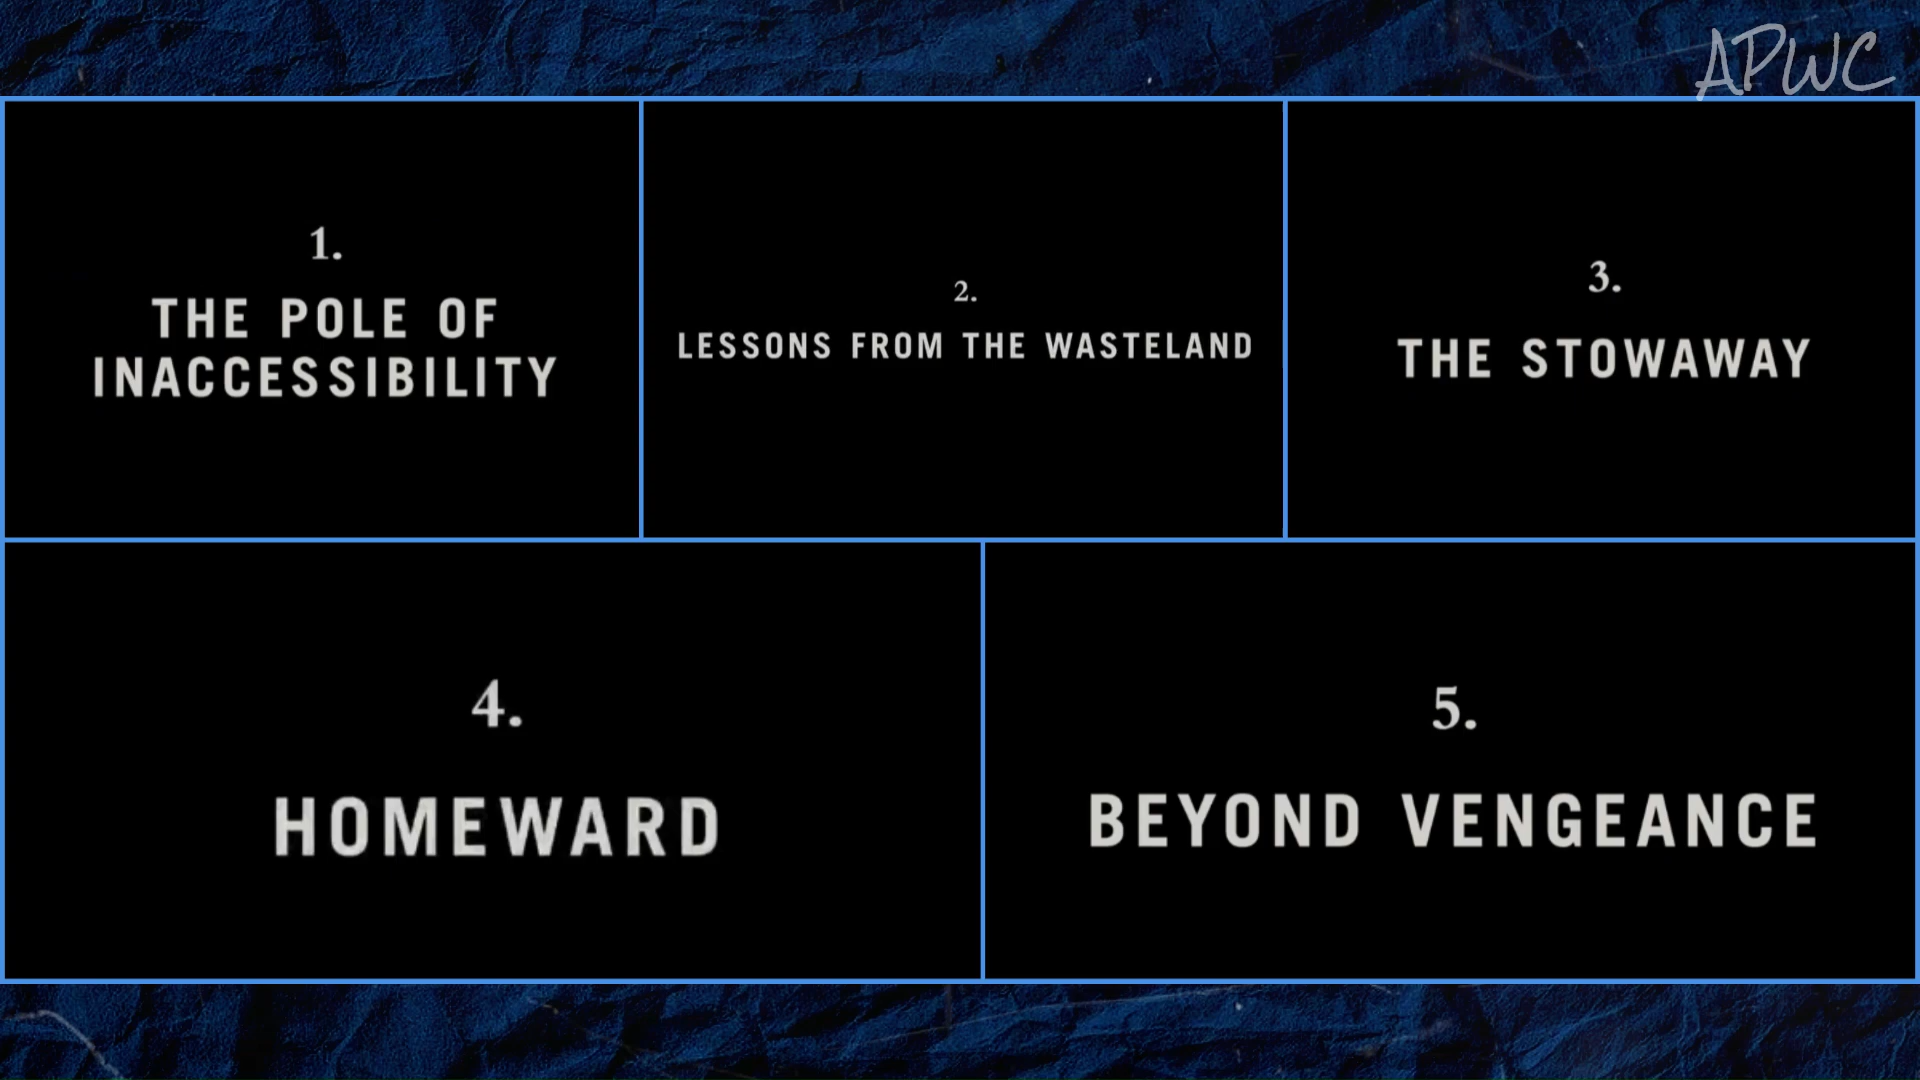 APWC
1.
THE POLE OF
INACCESSIBILITY
2.
LESSONS FROM THE WASTELAND
3.
THE STOWAWAY
4.
HOMEWARD
5.
BEYOND VENGEANCE